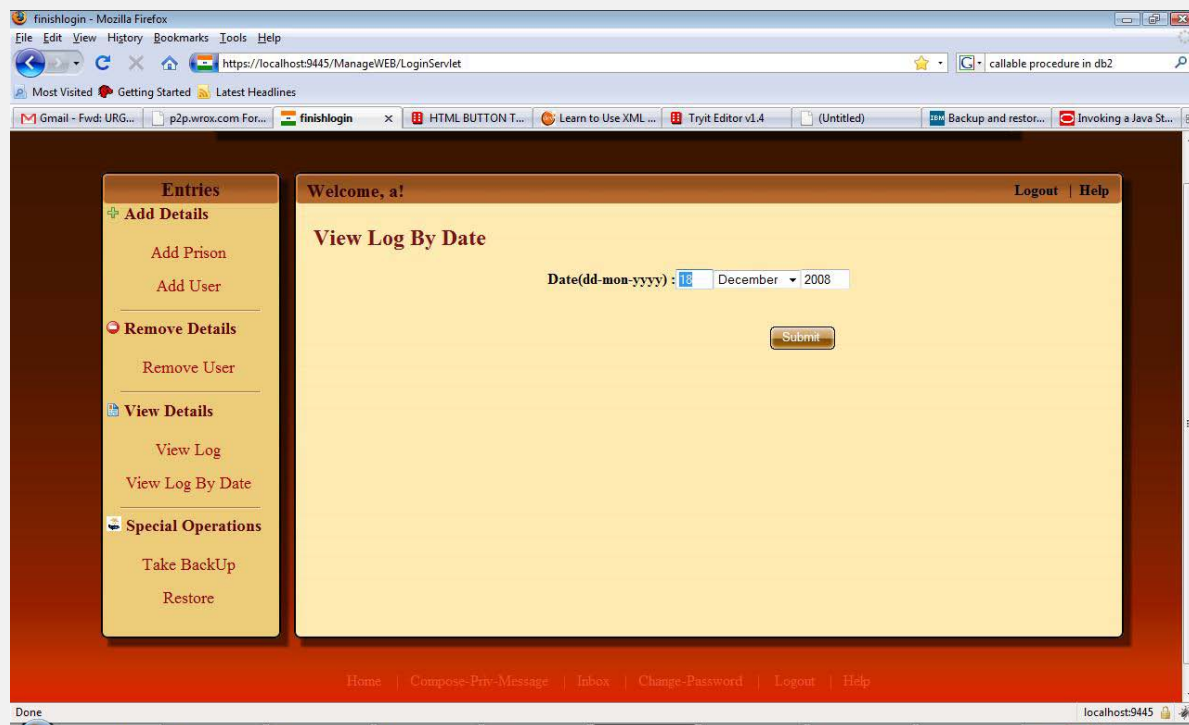 finishlogin - Mozilla Firefox
File Edit View History Bookmarks Tools Help
https://localhost:9445/ManageWEB/LoginServlet
callable procedure in db2
Most Visited Getting Started Latest Headlines
Gmail - Fwd: URG... p2p.wrox.com For... finishlogin HTML BUTTON T... Learn to Use XML ... Tryit Editor v1.4 (Untitled) Backup and restor... Invoking a Java St...
Entries
Add Details
Add Prison
Add User
Remove Details
Remove User
View Details
View Log
View Log By Date
Special Operations
Take BackUp
Restore
Welcome, a!
Logout | Help
View Log By Date
Date(dd-mon-yyyy) : 18 December 2008
Submit
Home | Compose-Priv-Message | Inbox | Change-Password | Logout | Help
Done
localhost:9445